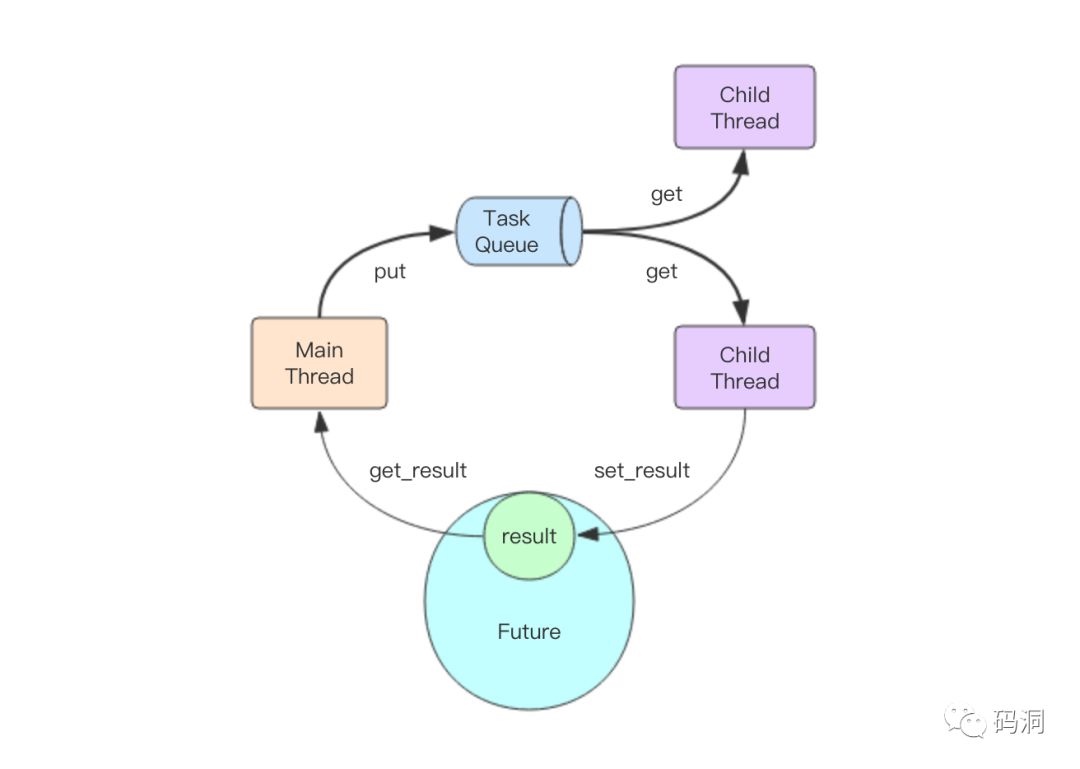 Child
Thread
get
Task
Queue
put
get
Main
Thread
Child
Thread
get_result
set_result
result
Future
码洞